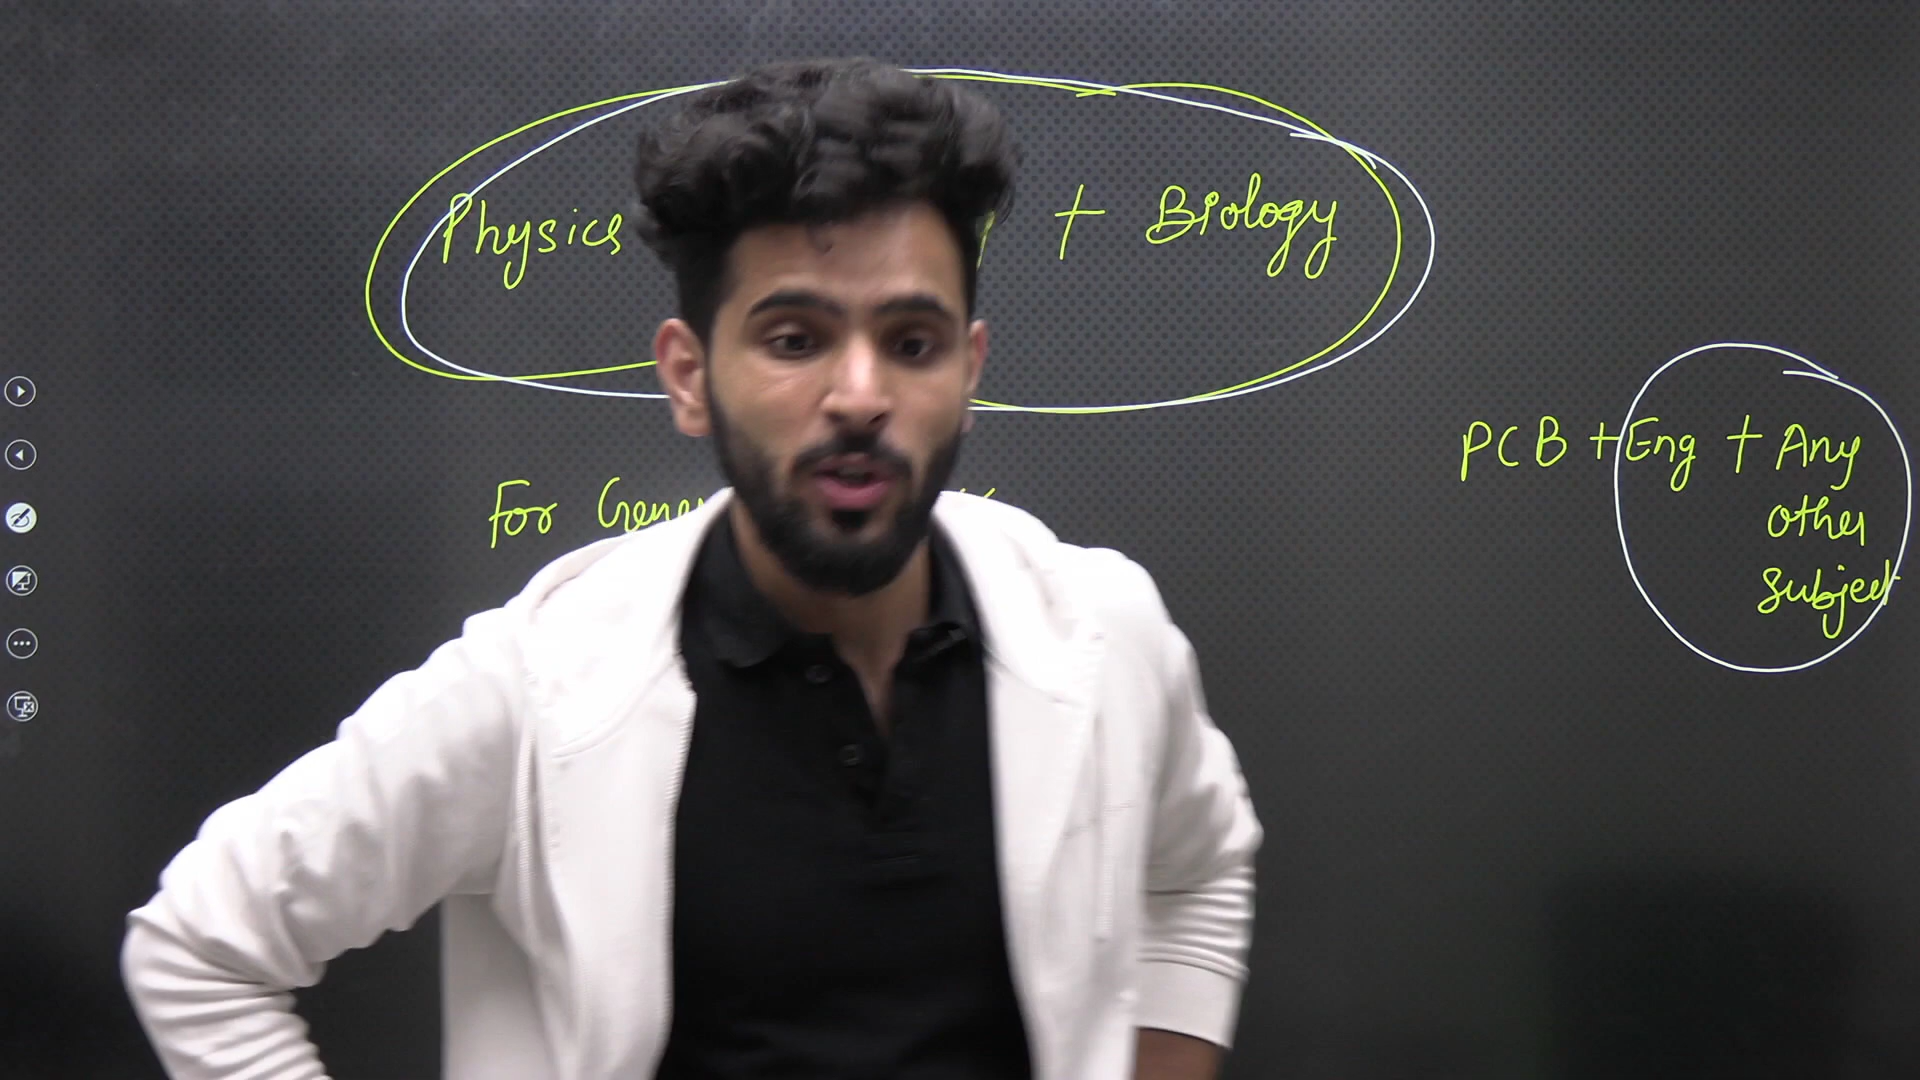 Physics + Biology
For
PCB + Eng + Any
other
subject